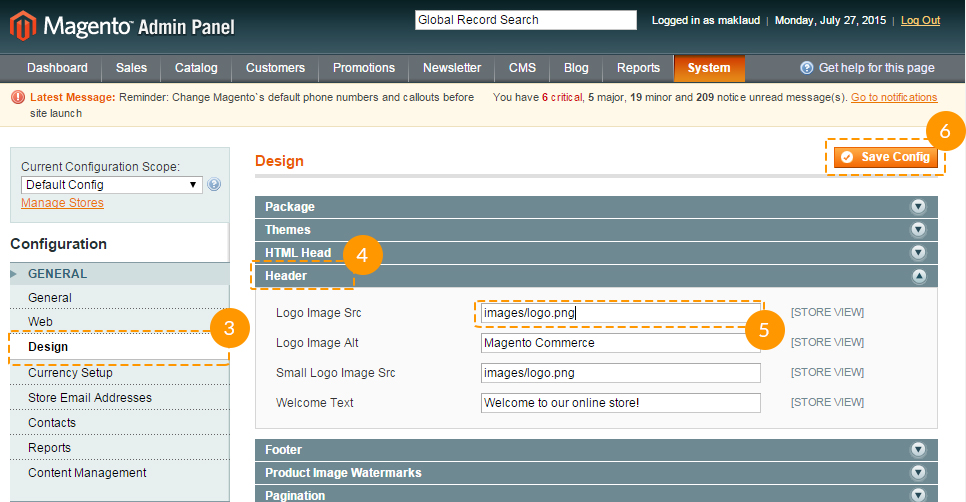 Magento™ Admin Panel
Global Record Search
Logged in as maklaud | Monday, July 27, 2015 | Log Out
Dashboard Sales Catalog Customers Promotions Newsletter CMS Blog Reports System Get help for this page
Latest Message: Reminder: Change Magento`s default phone numbers and callouts before site launch
You have 6 critical, 5 major, 19 minor and 209 notice unread message(s). Go to notifications
Current Configuration Scope:
Default Config
Manage Stores
Configuration
GENERAL
General
Web
Design
3
Currency Setup
Store Email Addresses
Contacts
Reports
Content Management
Design
Save Config
6
Package
Themes
HTML Head
4
Header
Logo Image Src images/logo.png [STORE VIEW]
5
Logo Image Alt Magento Commerce [STORE VIEW]
Small Logo Image Src images/logo.png [STORE VIEW]
Welcome Text Welcome to our online store! [STORE VIEW]
Footer
Product Image Watermarks
Pagination